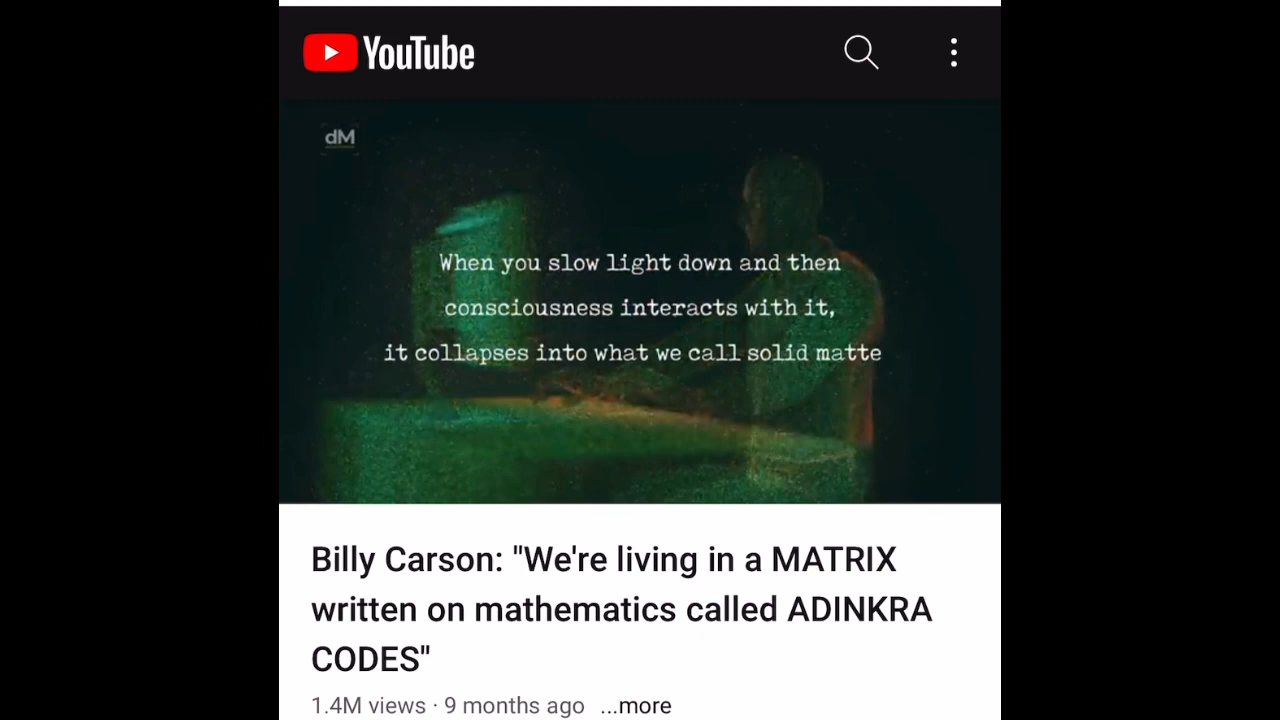 YouTube
dM
When you slow light down and then
consciousness interacts with it,
it collapses into what we call solid matte
Billy Carson: "We're living in a MATRIX
written on mathematics called ADINKRA
CODES"
1.4M views · 9 months ago ...more